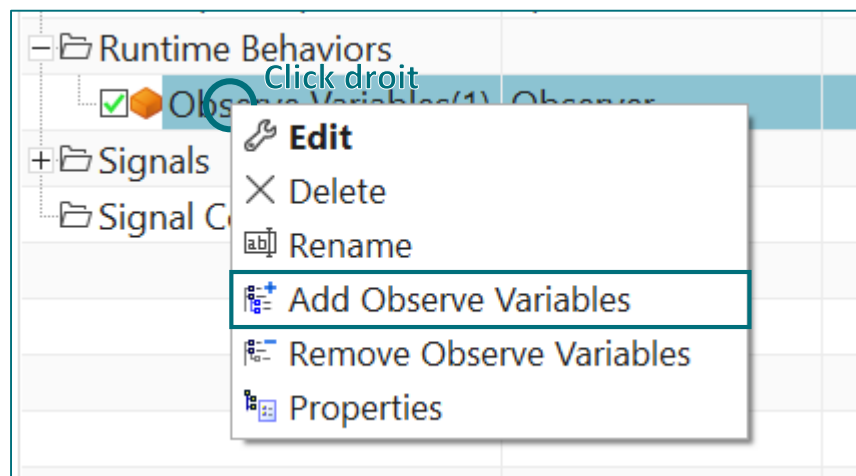 Runtime Behaviors
Click droit
Observe Variables(1) Observer
Edit
Signals
Delete
Signal C
Rename
Add Observe Variables
Remove Observe Variables
Properties